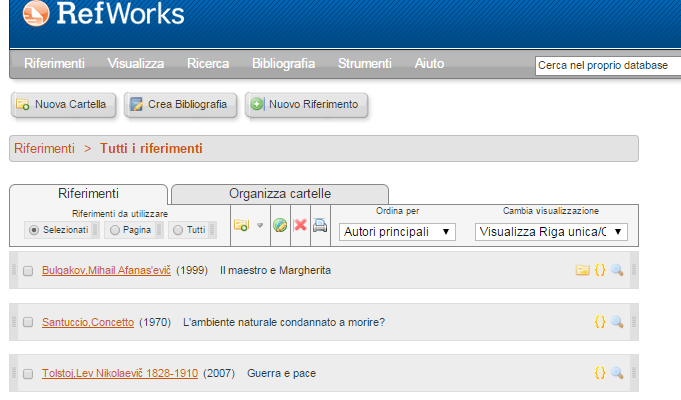 RefWorks
Riferimenti Visualizza Ricerca Bibliografia Strumenti Aiuto Cerca nel proprio database
Nuova Cartella Crea Bibliografia Nuovo Riferimento
Riferimenti > Tutti i riferimenti
Riferimenti Organizza cartelle
Riferimenti da utilizzare Ordina per Cambia visualizzazione
Selezionati Pagina Tutti Autori principali Visualizza Riga unica/C
Bulgakov,Mihail Afanas'evič (1999) Il maestro e Margherita
Santuccio,Concetto (1970) L'ambiente naturale condannato a morire?
Tolstoj,Lev Nikolaevič 1828-1910 (2007) Guerra e pace